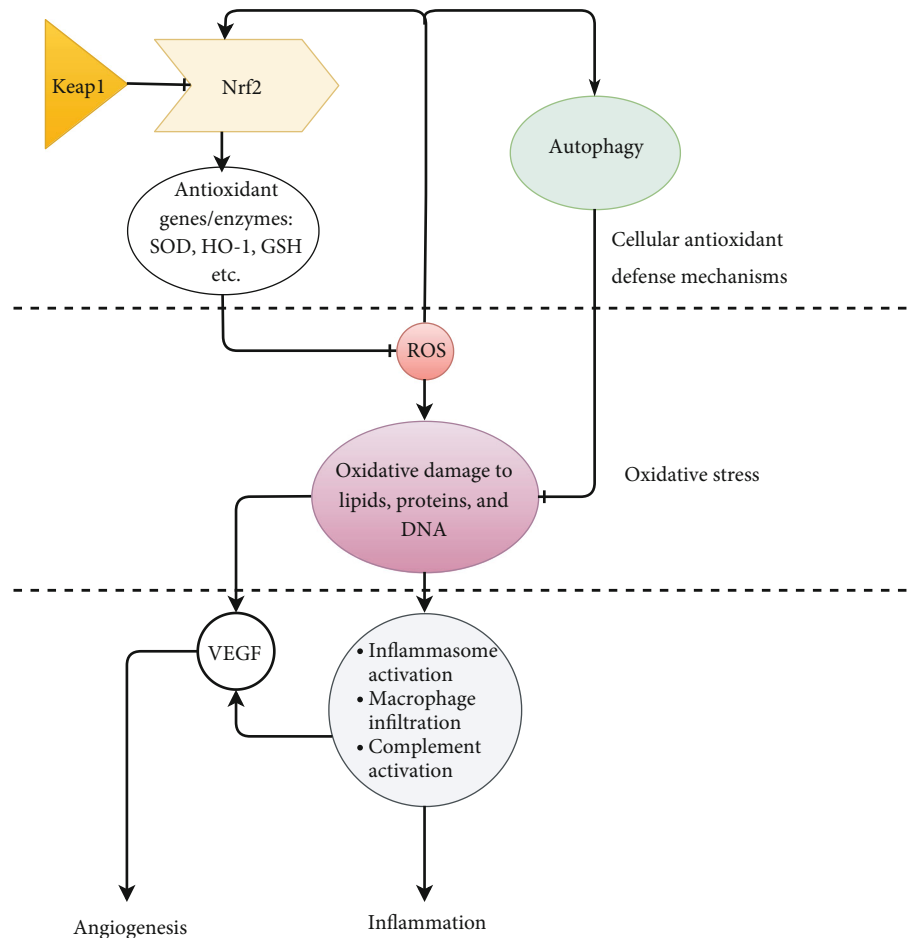 Keap1
Nrf2
Autophagy
Antioxidant
genes/enzymes:
SOD, HO-1, GSH
etc.
Cellular antioxidant
defense mechanisms
ROS
Oxidative damage to
lipids, proteins, and
DNA
Oxidative stress
VEGF
• Inflammasome
activation
• Macrophage
infiltration
• Complement
activation
Angiogenesis
Inflammation